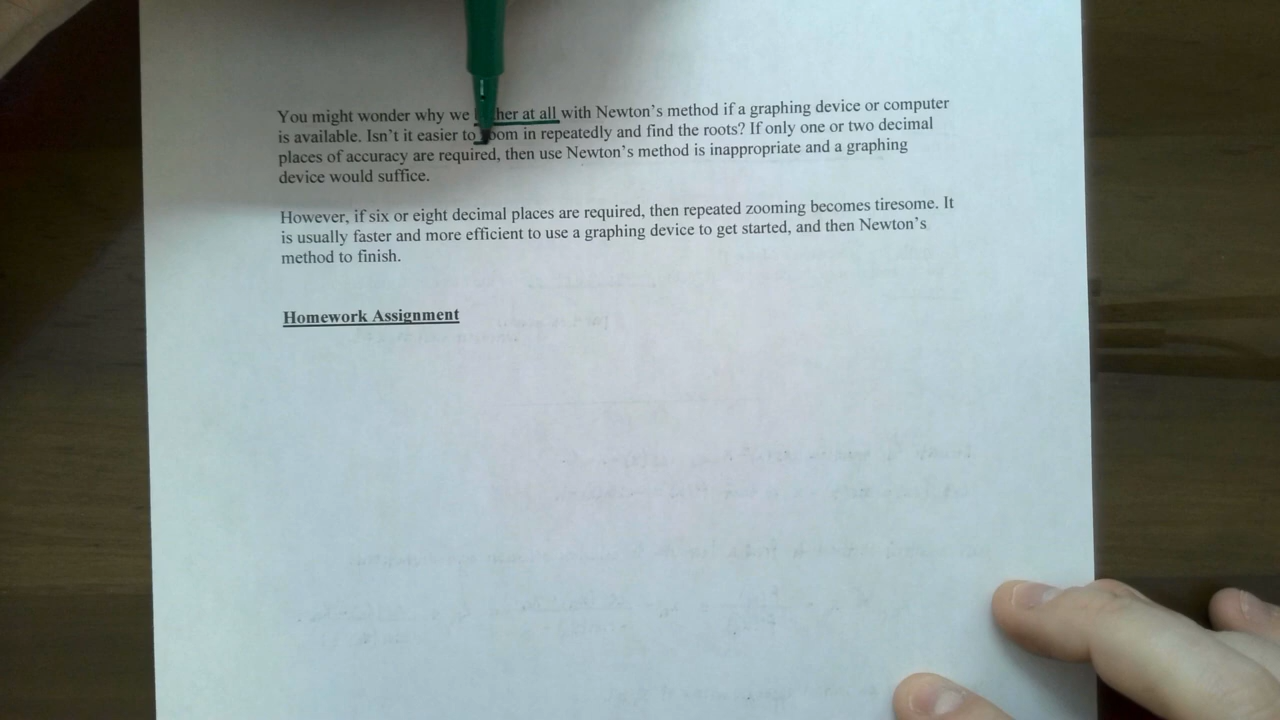 You might wonder why we bother at all with Newton's method if a graphing device or computer
is available. Isn't it easier to zoom in repeatedly and find the roots? If only one or two decimal
places of accuracy are required, then use Newton's method is inappropriate and a graphing
device would suffice.
However, if six or eight decimal places are required, then repeated zooming becomes tiresome. It
is usually faster and more efficient to use a graphing device to get started, and then Newton's
method to finish.
Homework Assignment